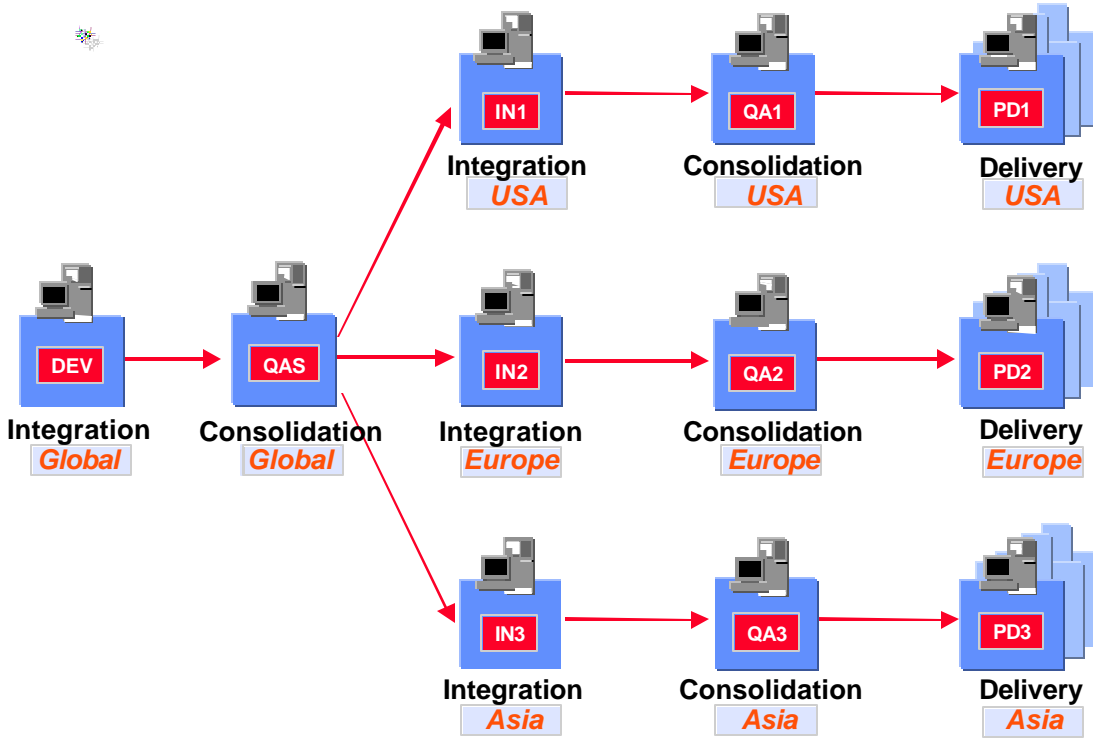 IN1
QA1
PD1
Integration
Consolidation
Delivery
USA
USA
USA
DEV
QAS
IN2
QA2
PD2
Integration
Consolidation
Integration
Consolidation
Delivery
Global
Global
Europe
Europe
Europe
IN3
QA3
PD3
Integration
Consolidation
Delivery
Asia
Asia
Asia